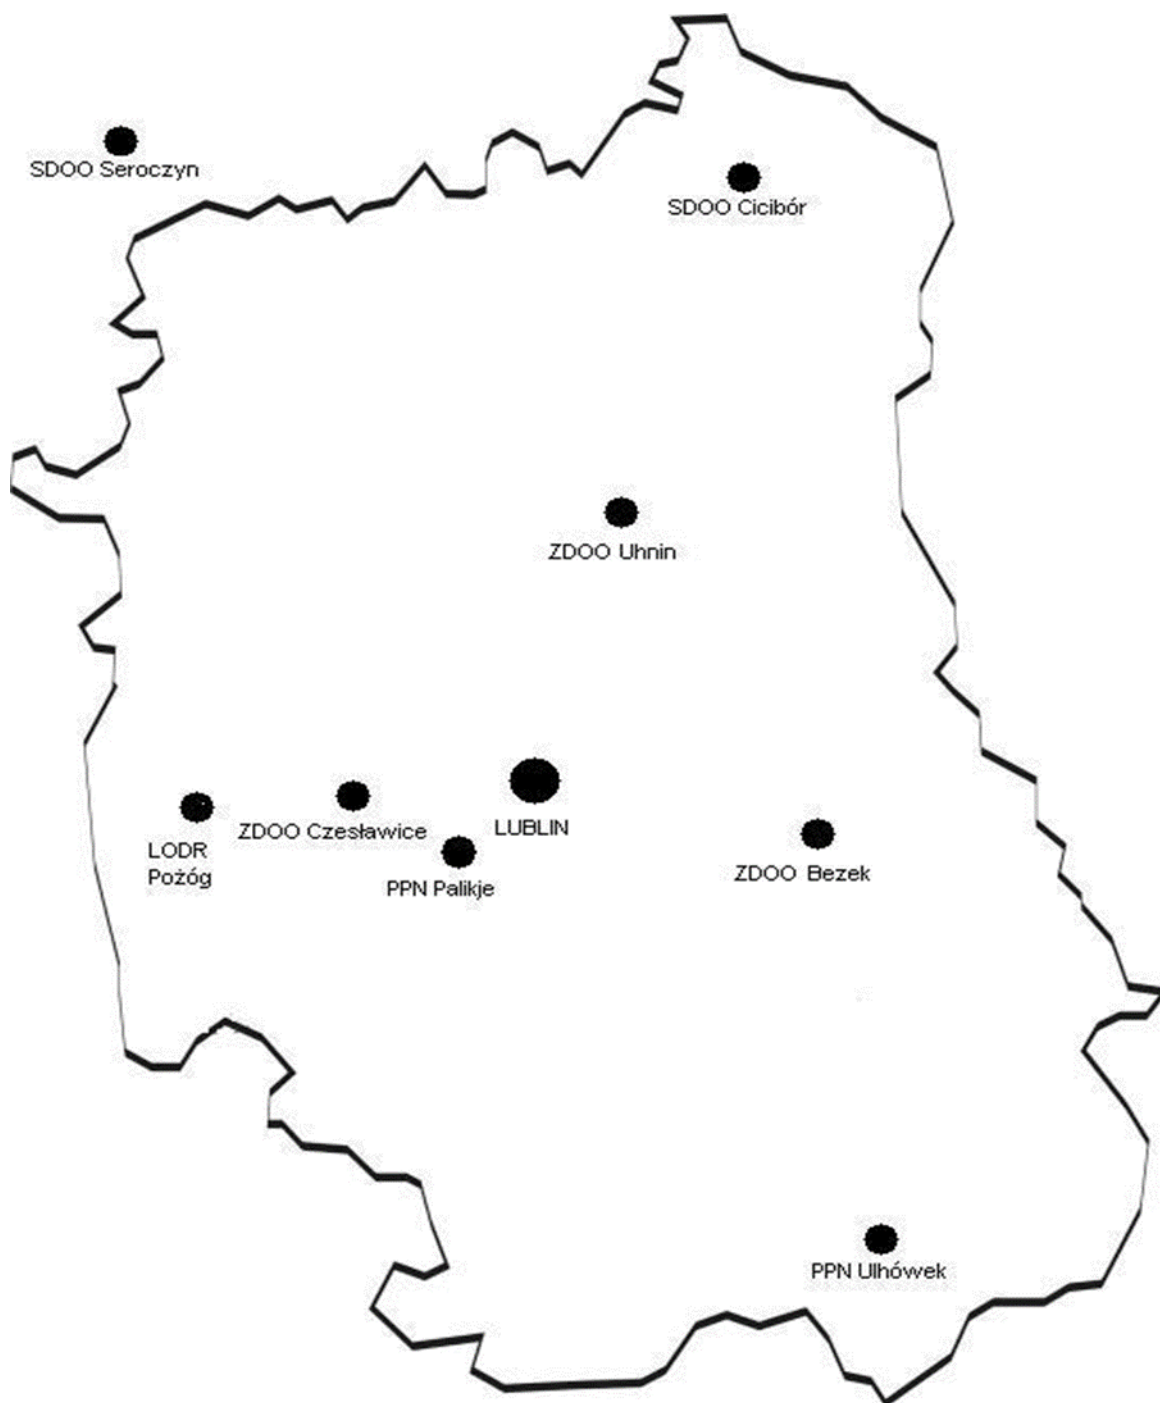 SDOO Seroczyn
SDOO Cicibór
ZDOO Uhnin
LODR
Pożóg
ZDOO Czesławice
PPN Palikje
LUBLIN
ZDOO Bezek
PPN Ulhówek